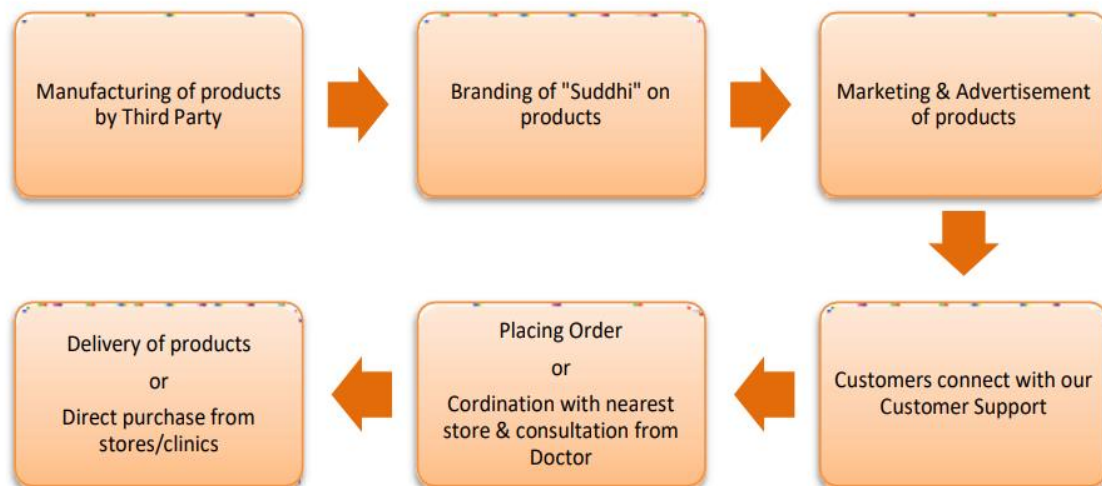 Manufacturing of products
by Third Party
Branding of "Suddhi" on
products
Marketing & Advertisement
of products
Customers connect with our
Customer Support
Placing Order
or
Cordination with nearest
store & consultation from
Doctor
Delivery of products
or
Direct purchase from
stores/clinics